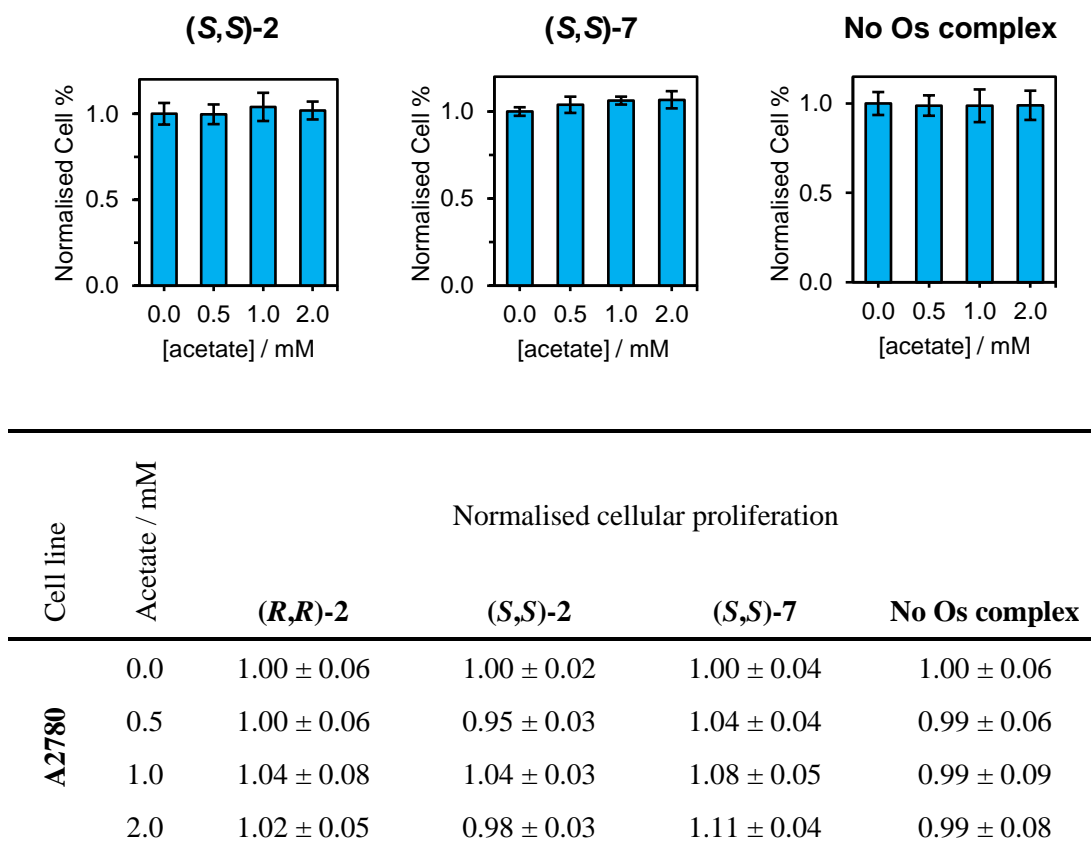 (S,S)-2
Normalised Cell %
1.0
0.5
0.0
0.0 0.5 1.0 2.0
[acetate] / mM
(S,S)-7
Normalised Cell %
1.0
0.5
0.0
0.0 0.5 1.0 2.0
[acetate] / mM
No Os complex
Normalised Cell %
1.0
0.5
0.0
0.0 0.5 1.0 2.0
[acetate] / mM
Cell line
Acetate / mM
Normalised cellular proliferation
(R,R)-2 (S,S)-2 (S,S)-7 No Os complex
A2780
0.0 1.00 ± 0.06 1.00 ± 0.02 1.00 ± 0.04 1.00 ± 0.06
0.5 1.00 ± 0.06 0.95 ± 0.03 1.04 ± 0.04 0.99 ± 0.06
1.0 1.04 ± 0.08 1.04 ± 0.03 1.08 ± 0.05 0.99 ± 0.09
2.0 1.02 ± 0.05 0.98 ± 0.03 1.11 ± 0.04 0.99 ± 0.08